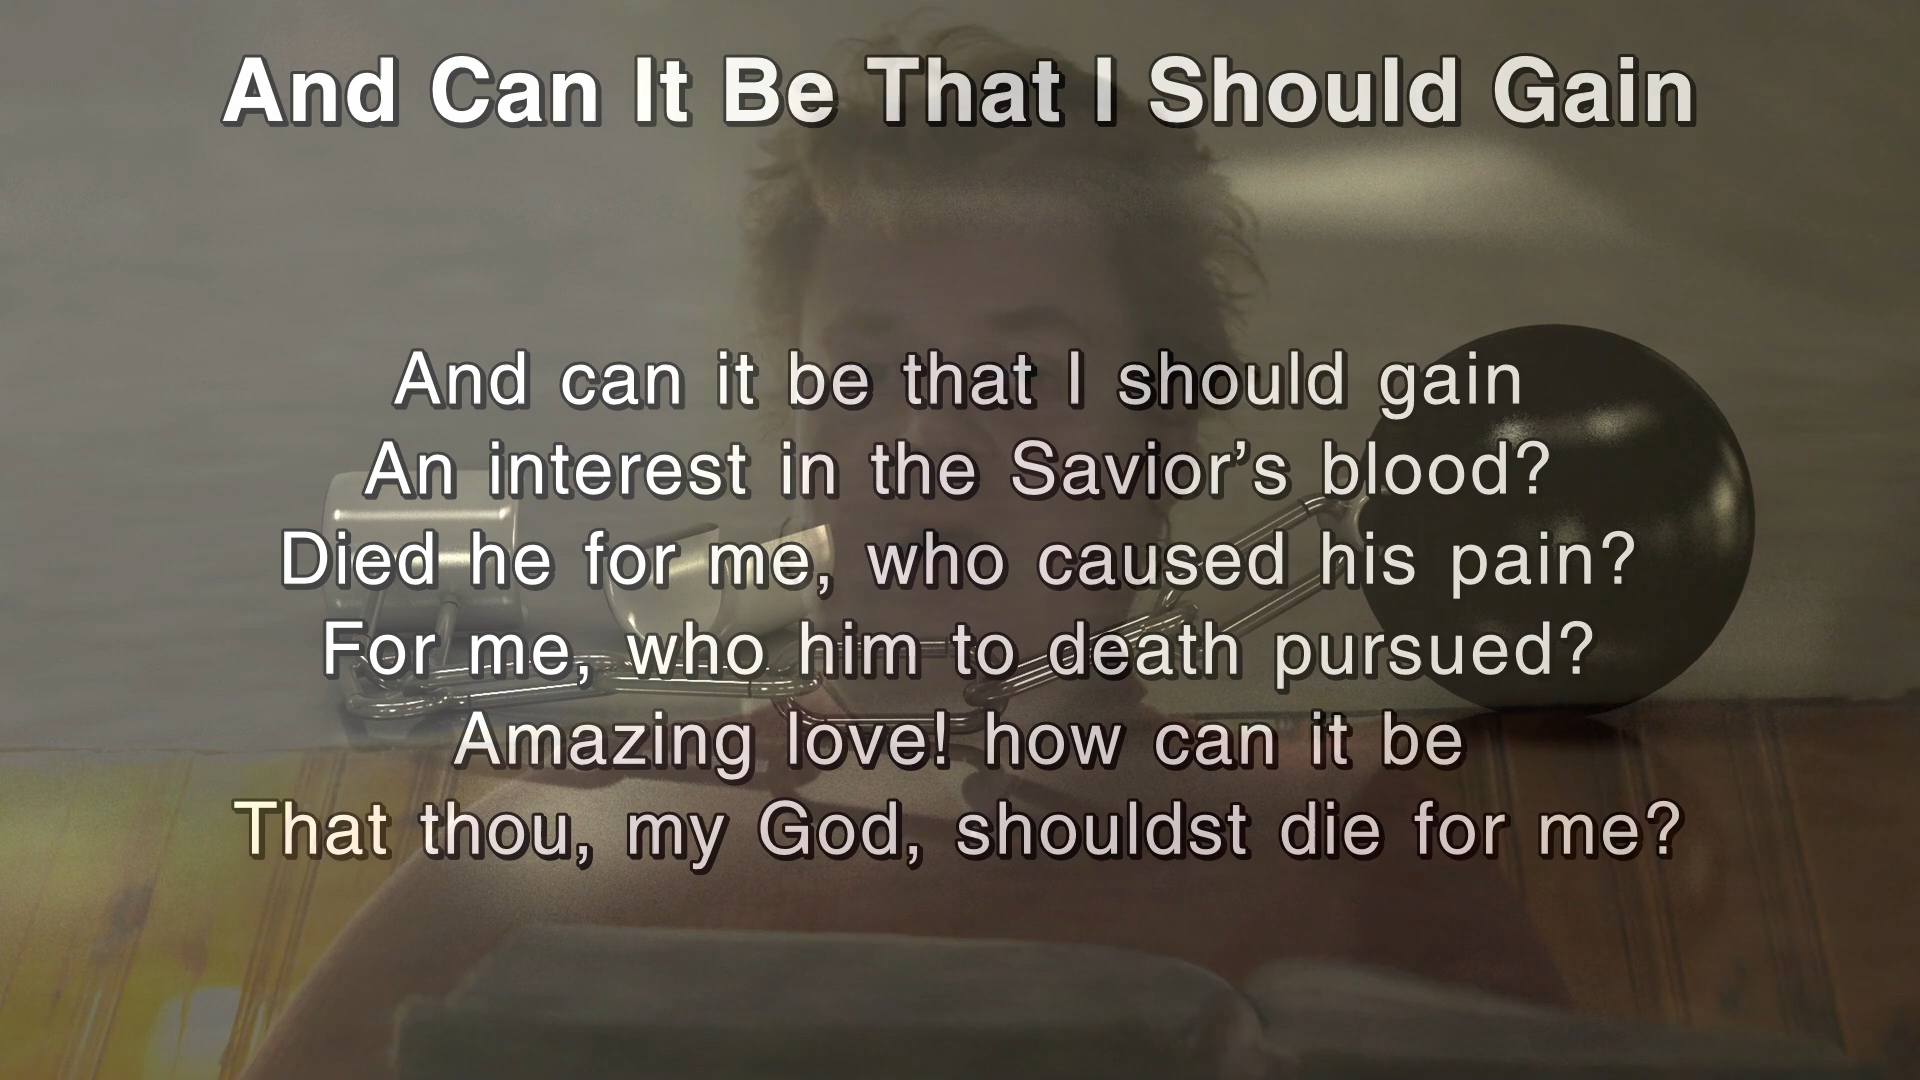 And Can It Be That I Should Gain
And can it be that I should gain
An interest in the Savior’s blood?
Died he for me, who caused his pain?
For me, who him to death pursued?
Amazing love! how can it be
That thou, my God, shouldst die for me?